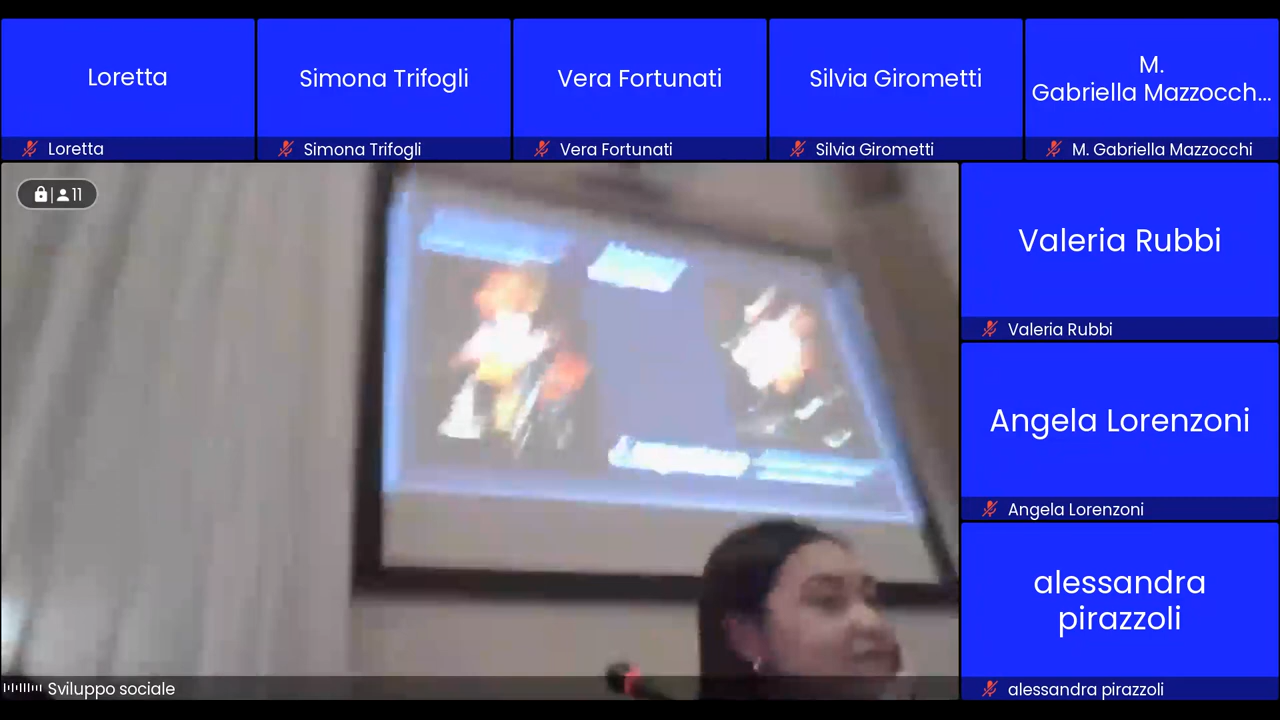 Loretta
Simona Trifogli
Vera Fortunati
Silvia Girometti
M.
Gabriella Mazzocch...
Loretta
Simona Trifogli
Vera Fortunati
Silvia Girometti
M. Gabriella Mazzocchi
11
Valeria Rubbi
Valeria Rubbi
Angela Lorenzoni
Angela Lorenzoni
alessandra
pirazzoli
Sviluppo sociale
alessandra pirazzoli